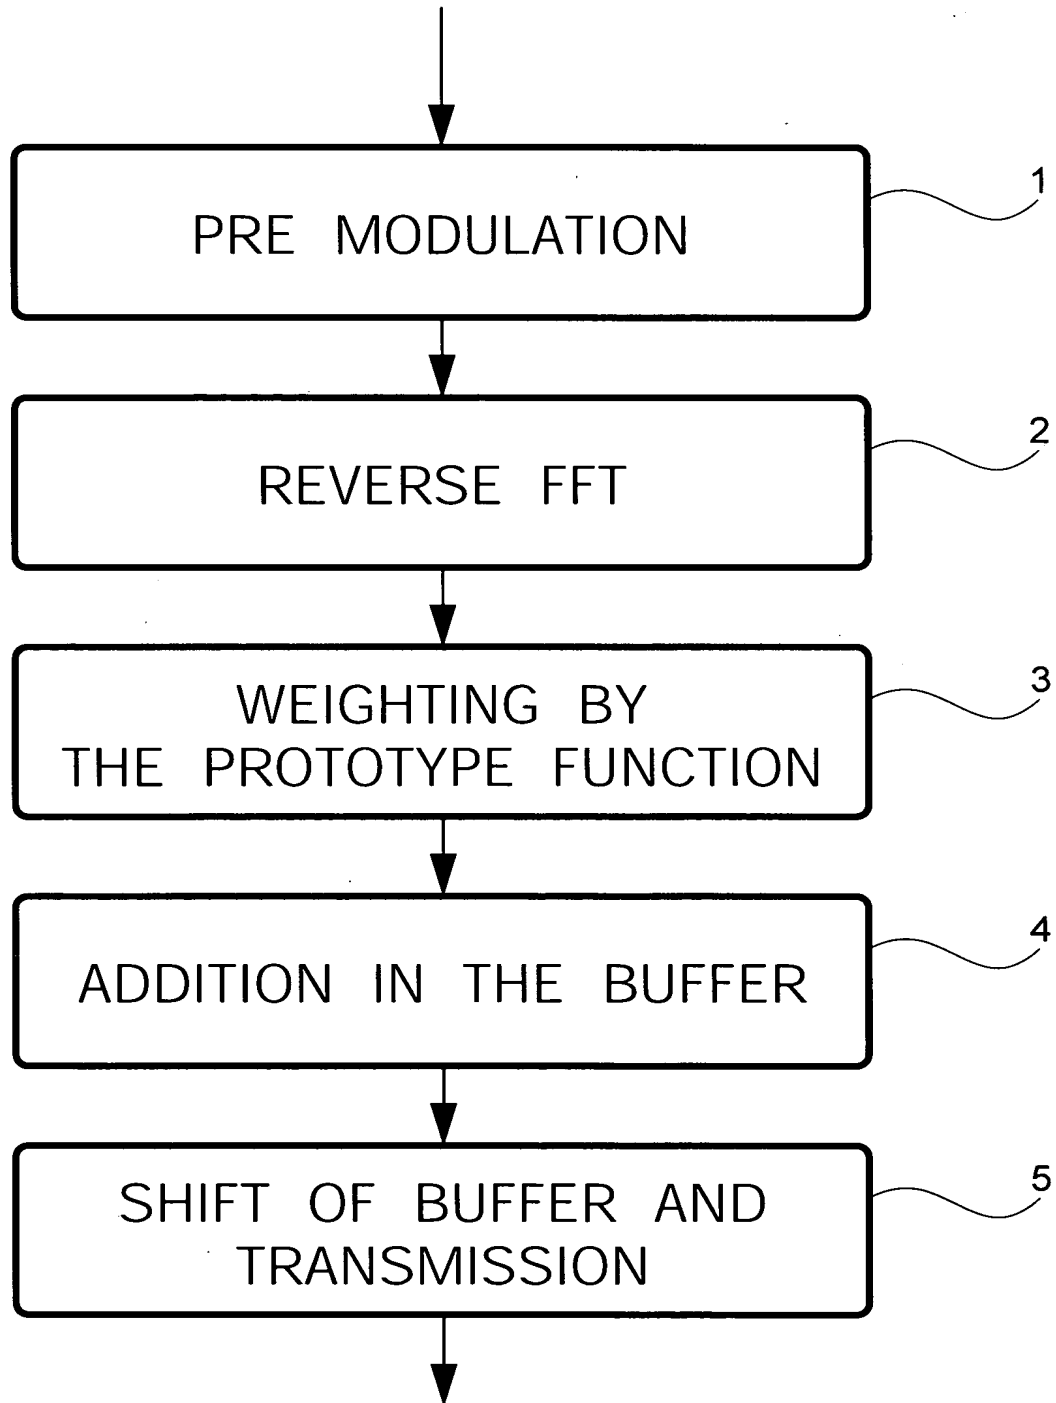 1
PRE MODULATION
2
REVERSE FFT
3
WEIGHTING BY
THE PROTOTYPE FUNCTION
4
ADDITION IN THE BUFFER
5
SHIFT OF BUFFER AND
TRANSMISSION